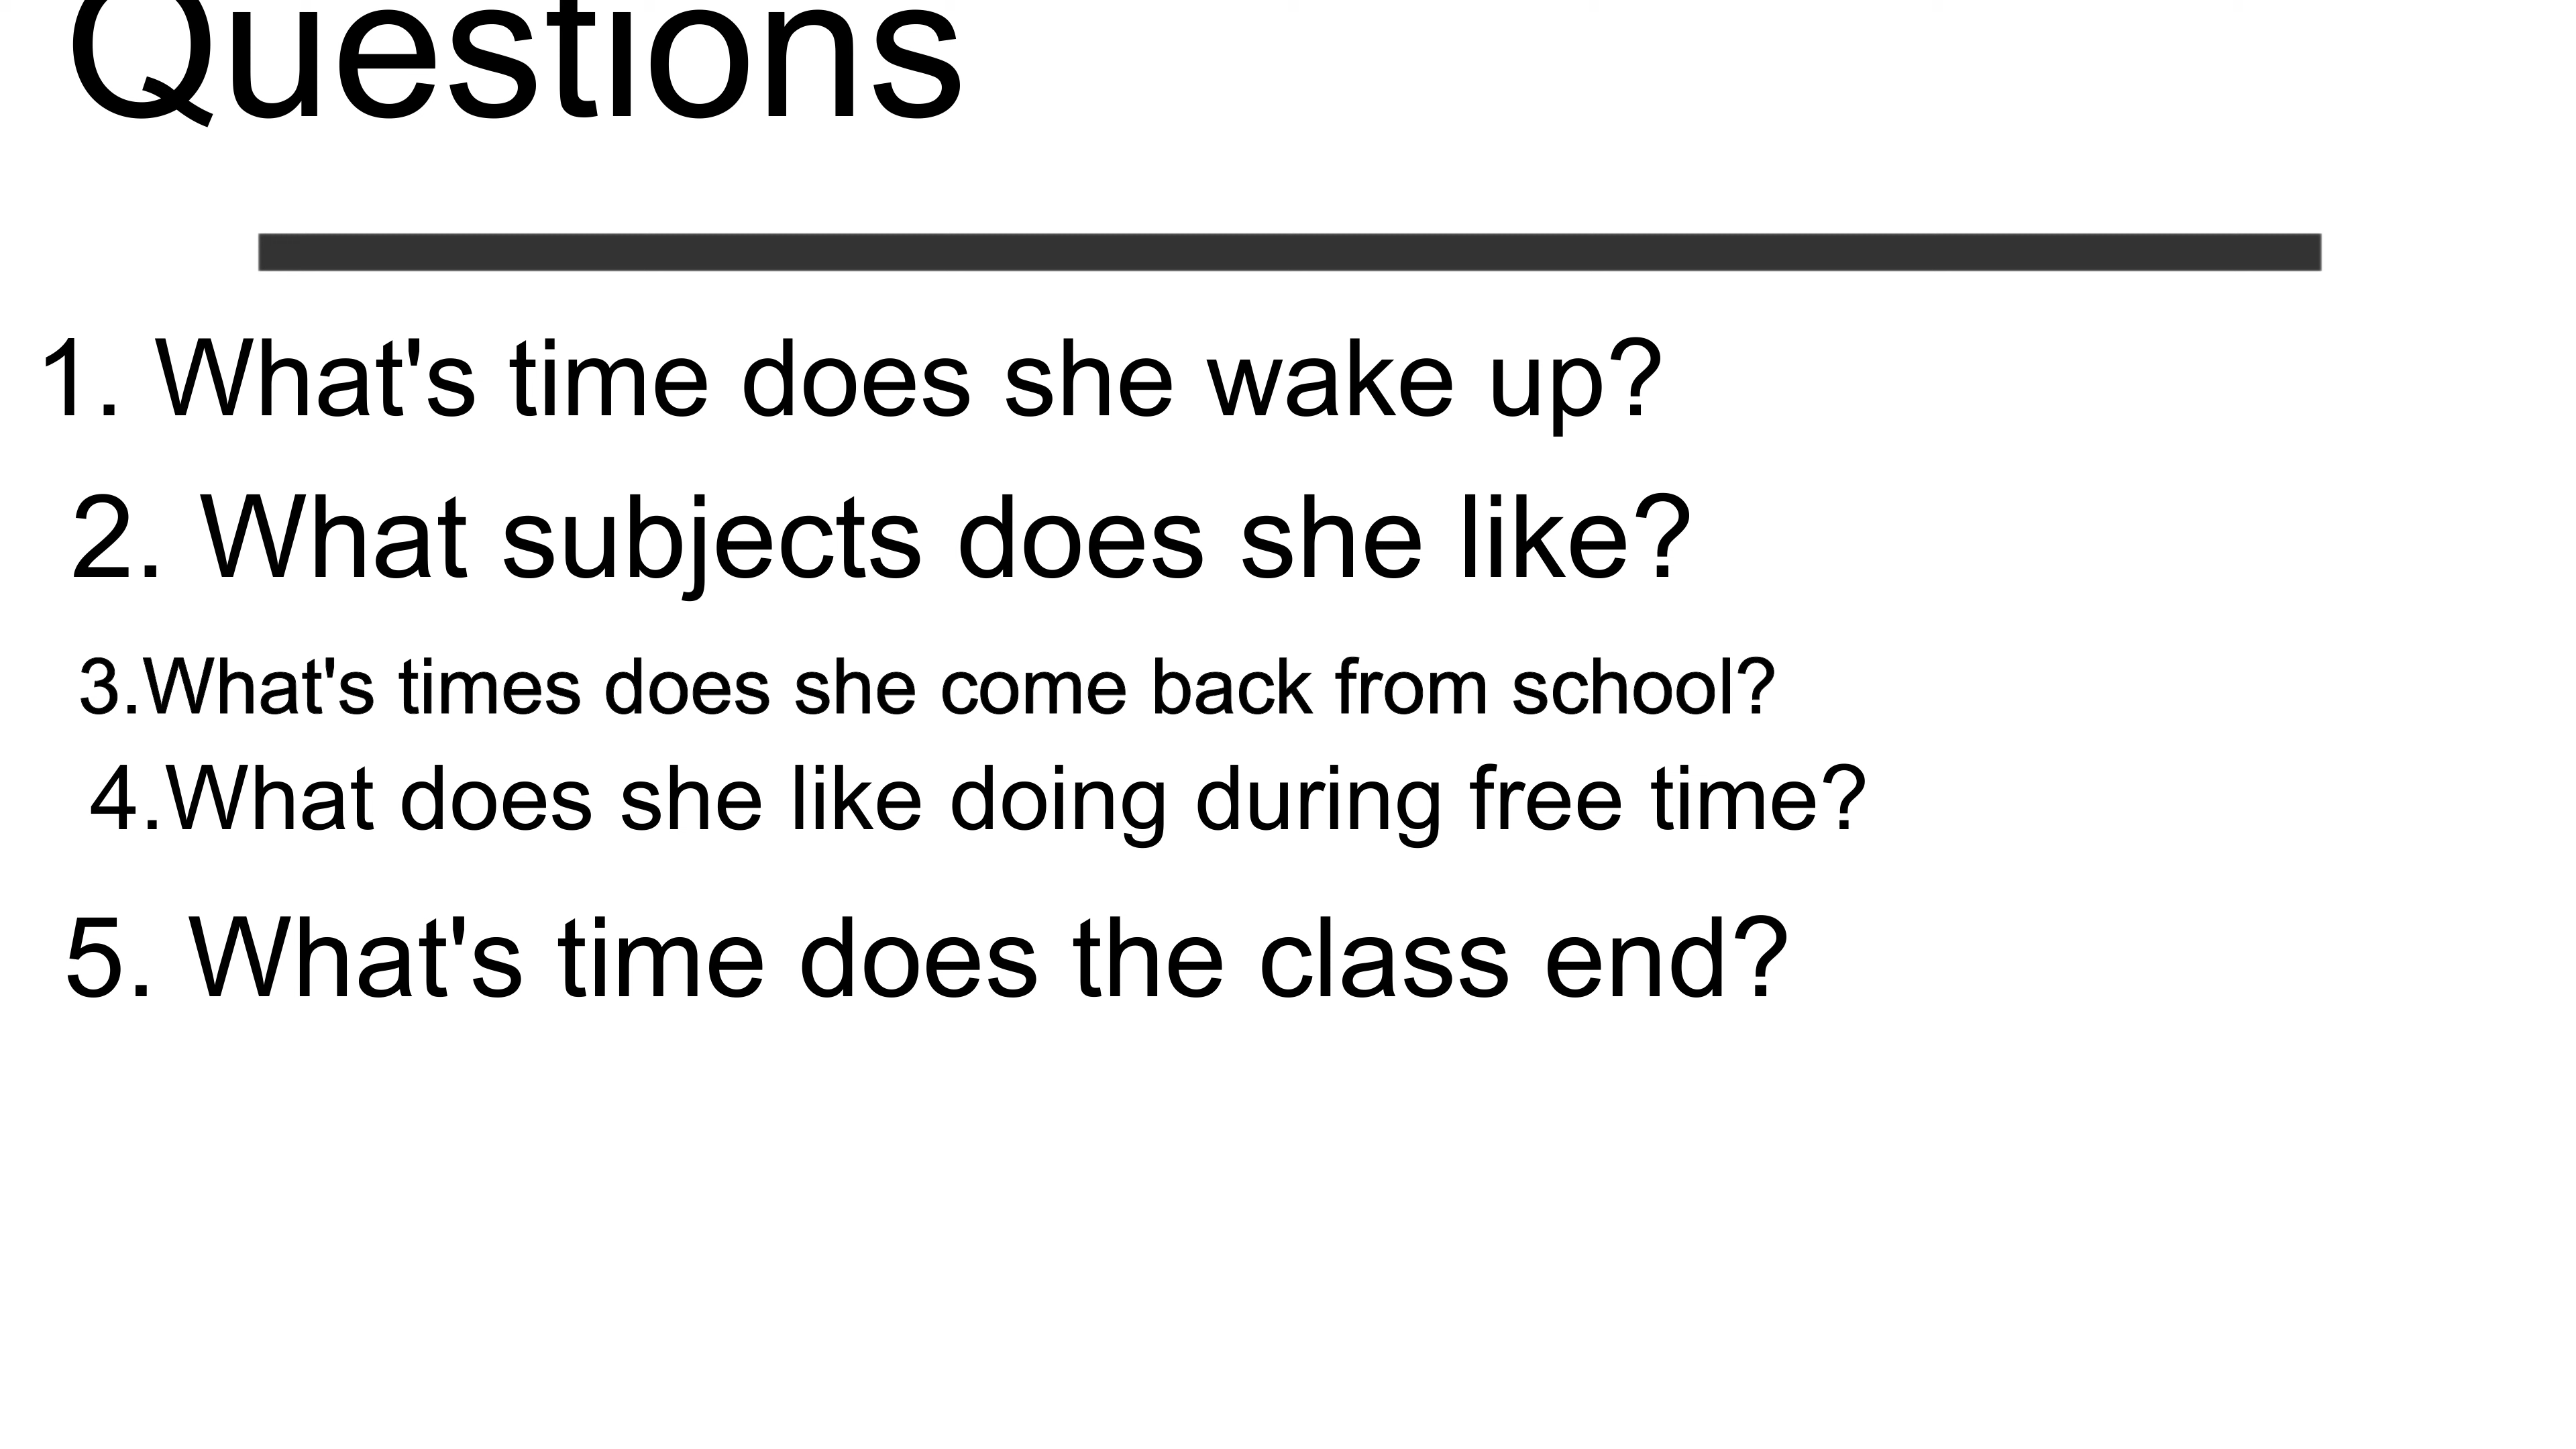 Questions
1. What's time does she wake up?
2. What subjects does she like?
3.What's times does she come back from school?
4.What does she like doing during free time?
5. What's time does the class end?